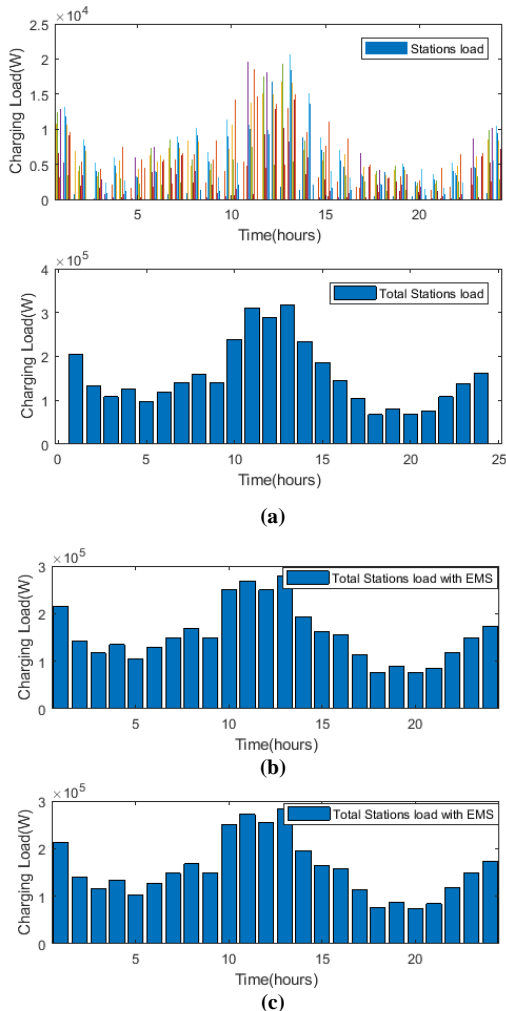 ×10⁴
2.5
2
1.5
1
0.5
0
Charging Load(W)
Stations load
5 10 15 20
Time(hours)
×10⁵
4
3
2
1
0
Charging Load(W)
Total Stations load
0 5 10 15 20 25
Time(hours)
(a)
×10⁵
3
2
1
0
Charging Load(W)
Total Stations load with EMS
5 10 15 20
Time(hours)
(b)
×10⁵
3
2
1
0
Charging Load(W)
Total Stations load with EMS
5 10 15 20
Time(hours)
(c)